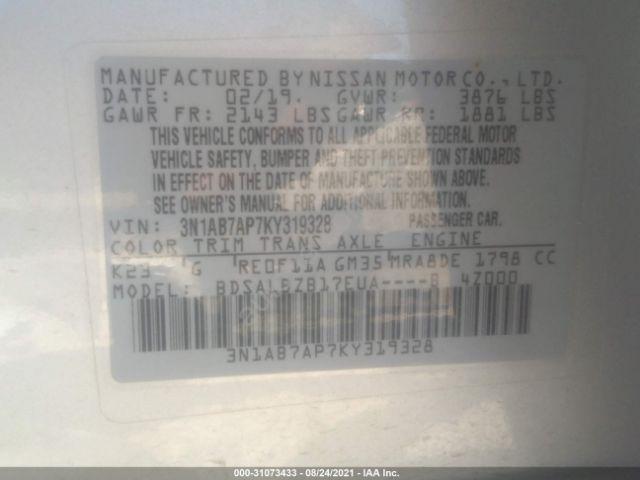 MANUFACTURED BY NISSAN MOTOR CO., LTD.
DATE: 02/19. GVWR: 3876 LBS
GAWR FR: 2143 LBS GAWR RR: 1881 LBS
THIS VEHICLE CONFORMS TO ALL APPLICABLE FEDERAL MOTOR
VEHICLE SAFETY, BUMPER AND THEFT PREVENTION STANDARDS
IN EFFECT ON THE DATE OF MANUFACTURE SHOWN ABOVE.
SEE OWNER'S MANUAL FOR ADDITIONAL INFORMATION.
VIN: 3N1AB7AP7KY319328 PASSENGER CAR.
COLOR TRIM TRANS AXLE ENGINE
K23 G RE0F11A GM35 MRA8DE 1798 CC
MODEL: BDSALBZB17EUA----B 4Z000
3N1AB7AP7KY319328
000-31073433 - 08/24/2021 - IAA Inc.